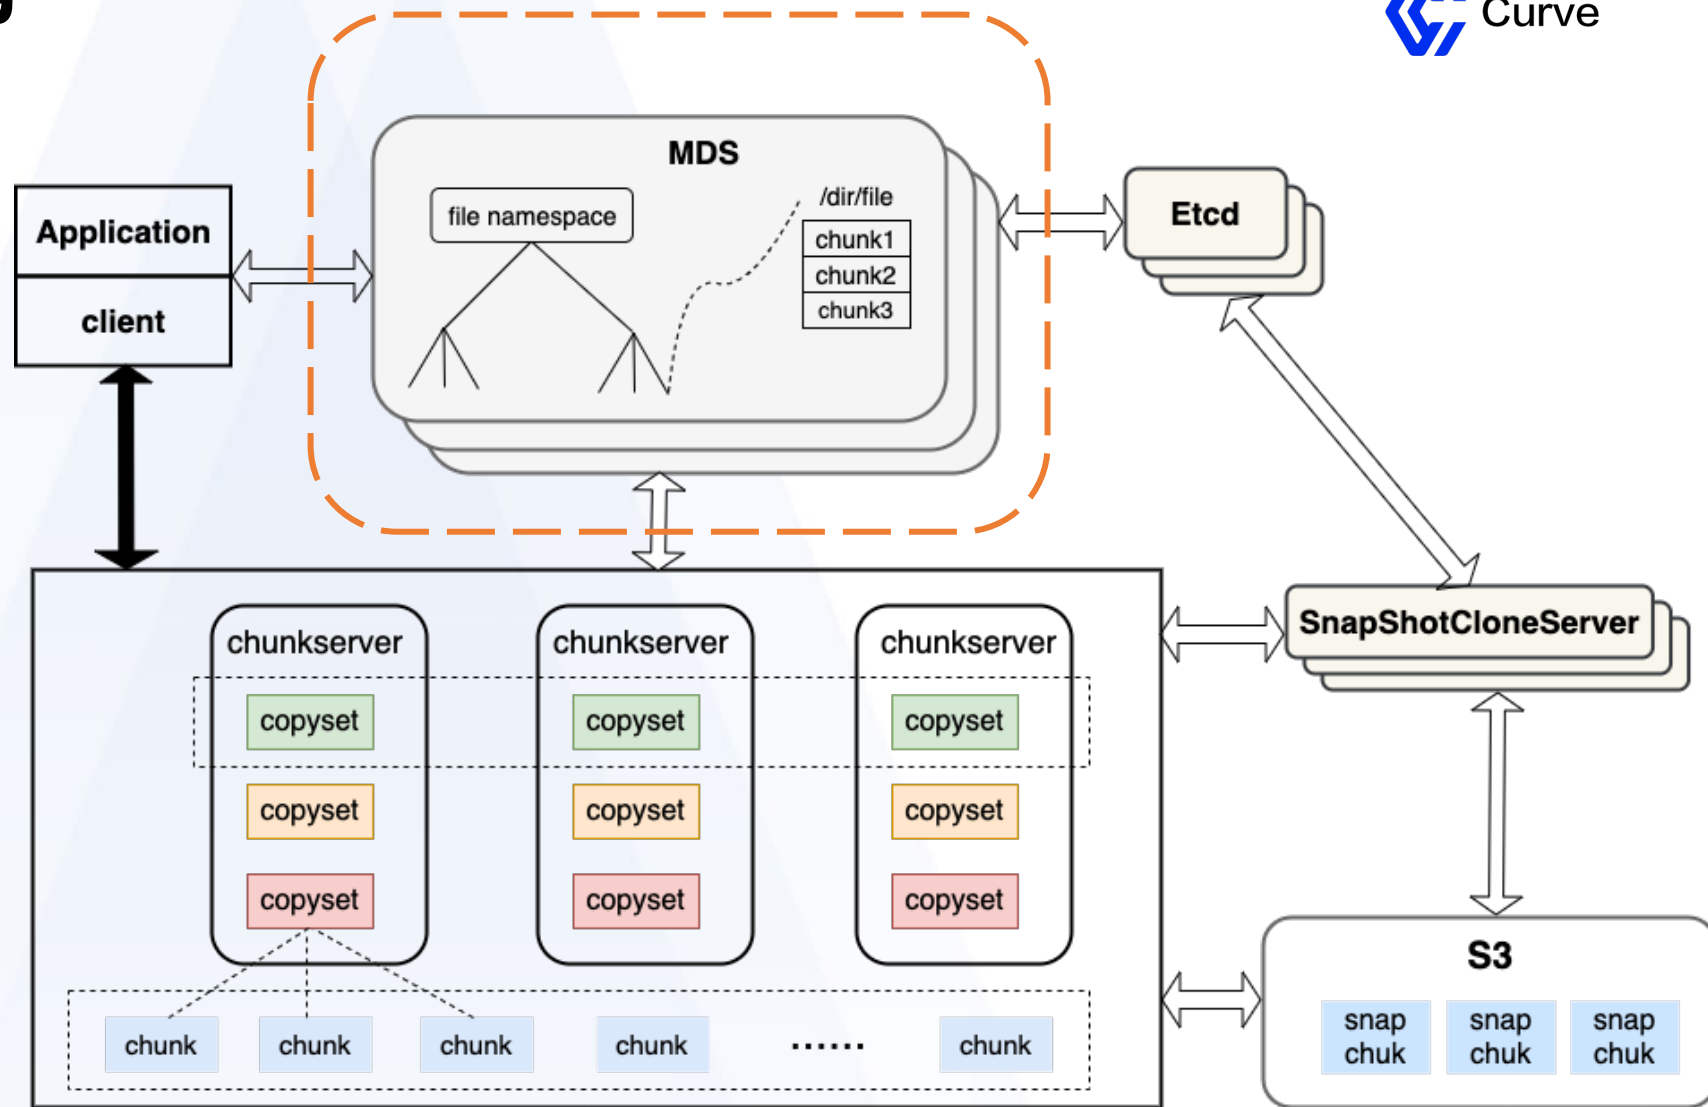 Curve
MDS
file namespace
/dir/file
chunk1
chunk2
chunk3
Application
client
Etcd
chunkserver
chunkserver
chunkserver
copyset
copyset
copyset
copyset
copyset
copyset
copyset
copyset
copyset
chunk
chunk
chunk
chunk
......
chunk
SnapShotCloneServer
S3
snap
chuk
snap
chuk
snap
chuk